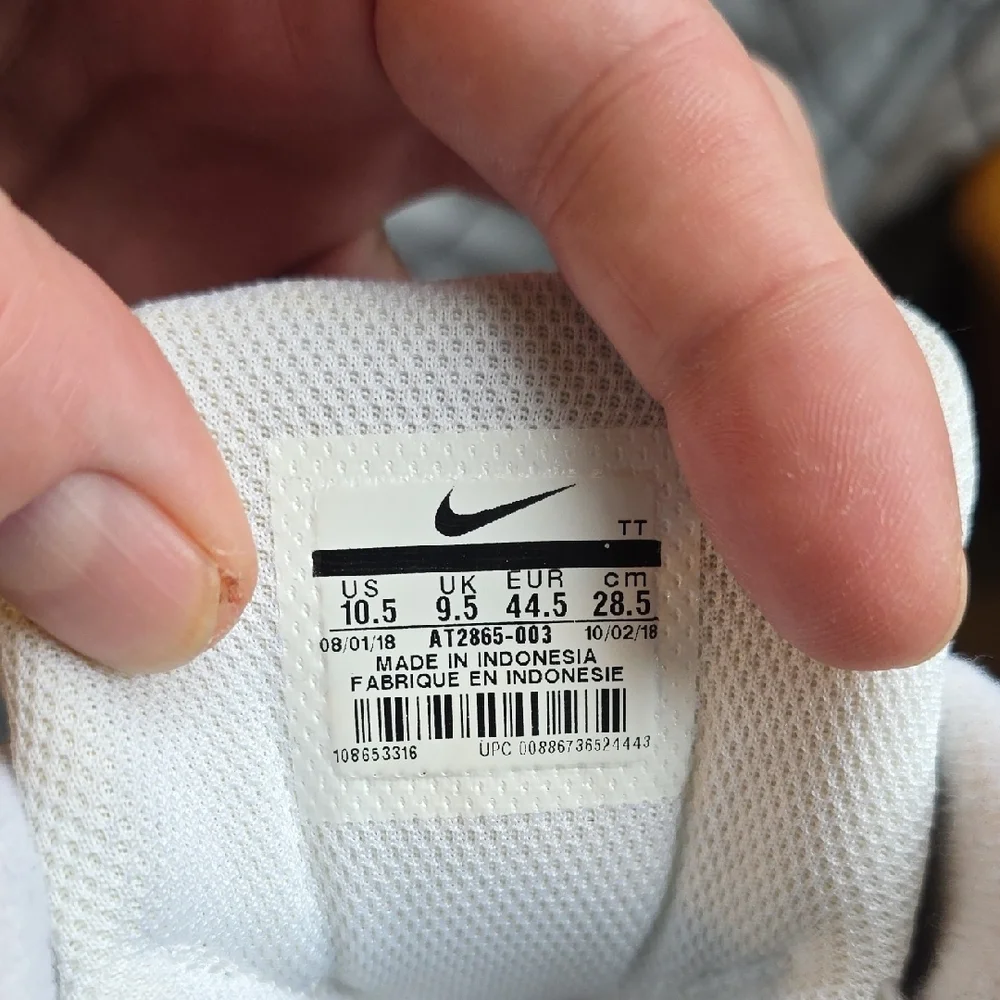 TT
US UK EUR cm
10.5 9.5 44.5 28.5
08/01/18 AT2865-003 10/02/18
MADE IN INDONESIA
FABRIQUE EN INDONESIE
108653316 UPC 00886736524443